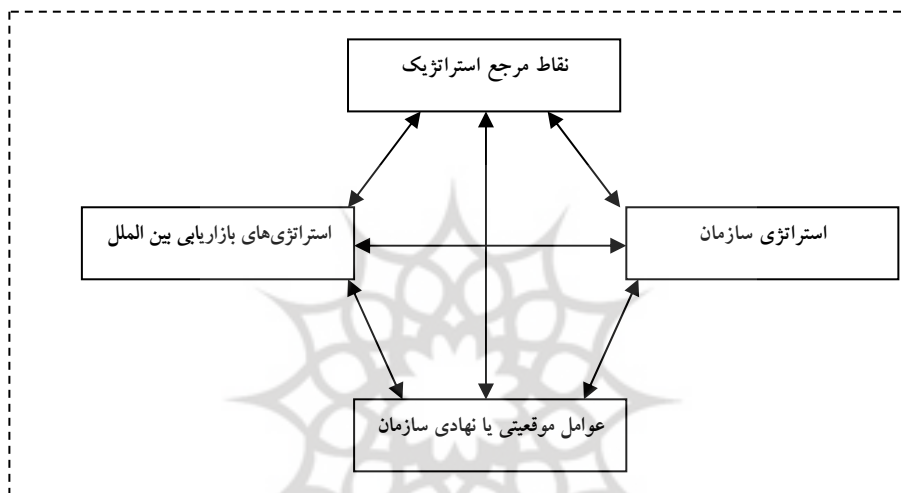 نقاط مرجع استراتژیک
استراتژی سازمان
استراتژی‌های بازاریابی بین الملل
عوامل موقعیتی یا نهادی سازمان